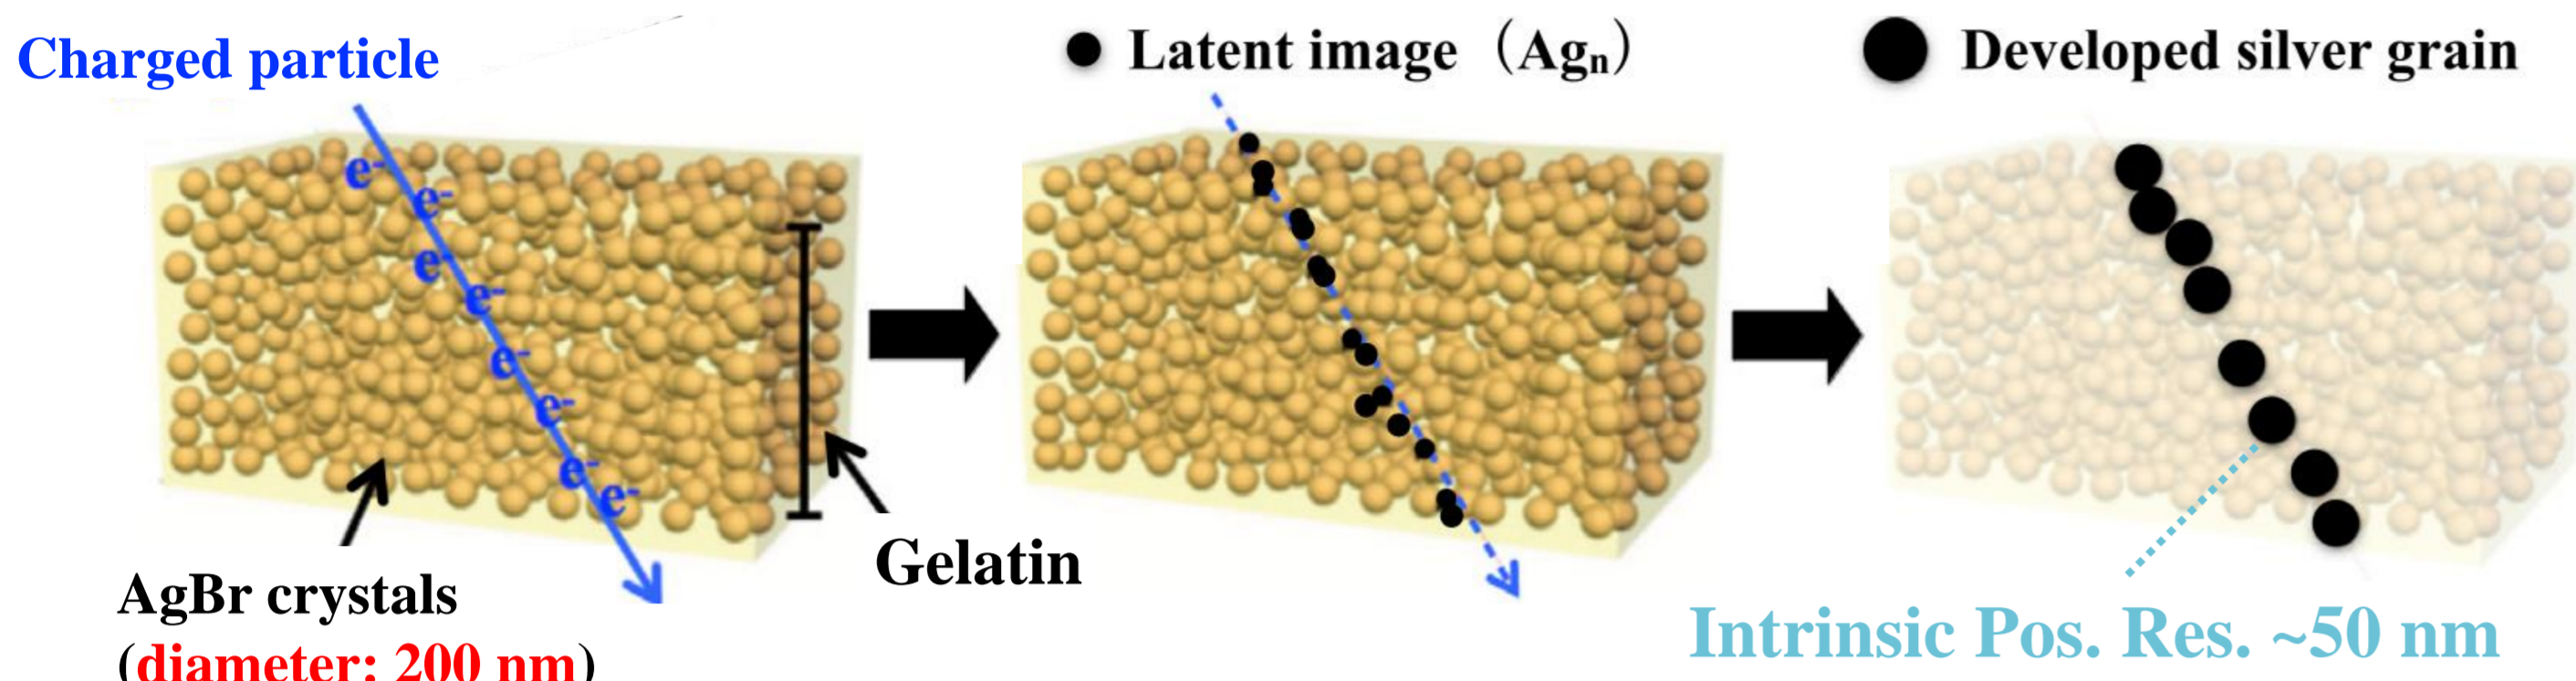 Charged particle
Latent image（Agn）
Developed silver grain
e-
e-
e-
e-
e-
e-
e-
e-
Gelatin
AgBr crystals
(diameter: 200 nm)
Intrinsic Pos. Res. ~50 nm